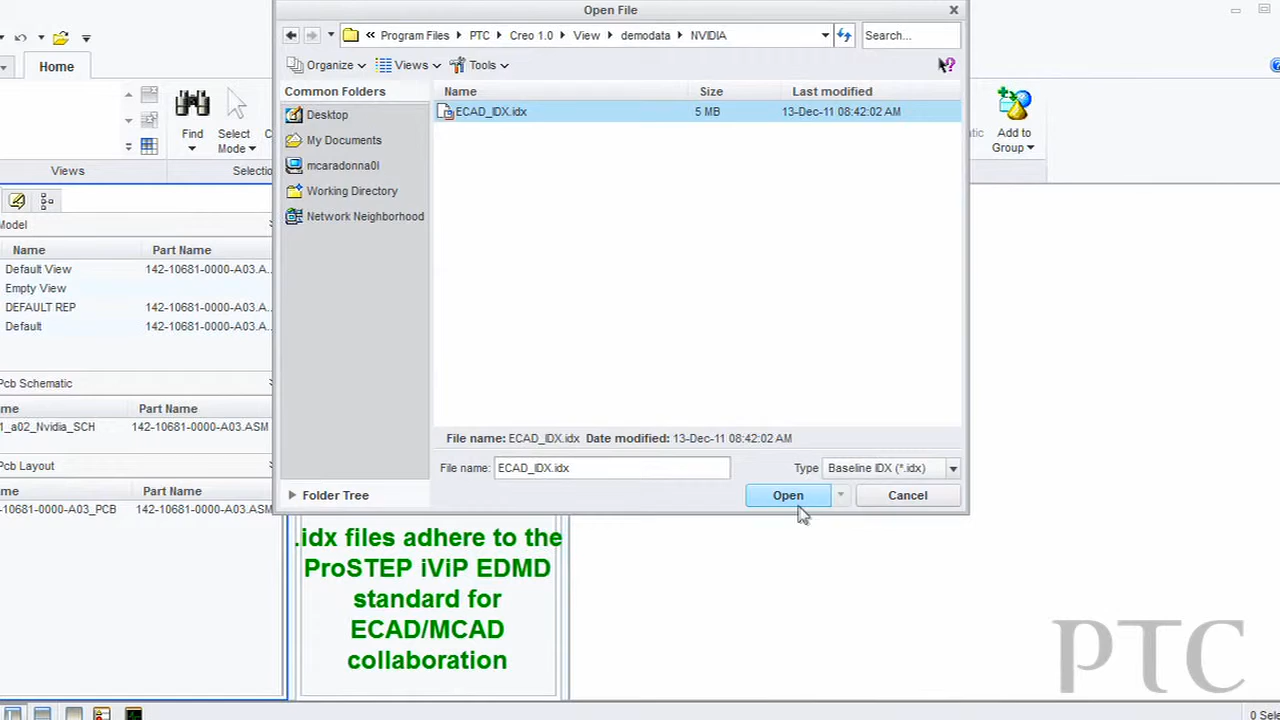 Open File
« Program Files ▸ PTC ▸ Creo 1.0 ▸ View ▸ demodata ▸ NVIDIA
Search...
Organize
Views
Tools
Home
Find
Select
Mode
Views
Selectio
Add to
Group
Common Folders
Desktop
My Documents
mcaradonna0l
Working Directory
Network Neighborhood
Folder Tree
Name Size Last modified
ECAD_IDX.idx 5 MB 13-Dec-11 08:42:02 AM
File name: ECAD_IDX.idx Date modified: 13-Dec-11 08:42:02 AM
File name: ECAD_IDX.idx
Type Baseline IDX (*.idx)
Open
Cancel
Model
Name Part Name
Default View 142-10681-0000-A03.A..
Empty View
DEFAULT REP 142-10681-0000-A03.A..
Default 142-10681-0000-A03.A..
Pcb Schematic
ame Part Name
1_a02_Nvidia_SCH 142-10681-0000-A03.ASM
Pcb Layout
ame Part Name
-10681-0000-A03_PCB 142-10681-0000-A03.ASM
.idx files adhere to the
ProSTEP iViP EDMD
standard for
ECAD/MCAD
collaboration
PTC
0 Sele